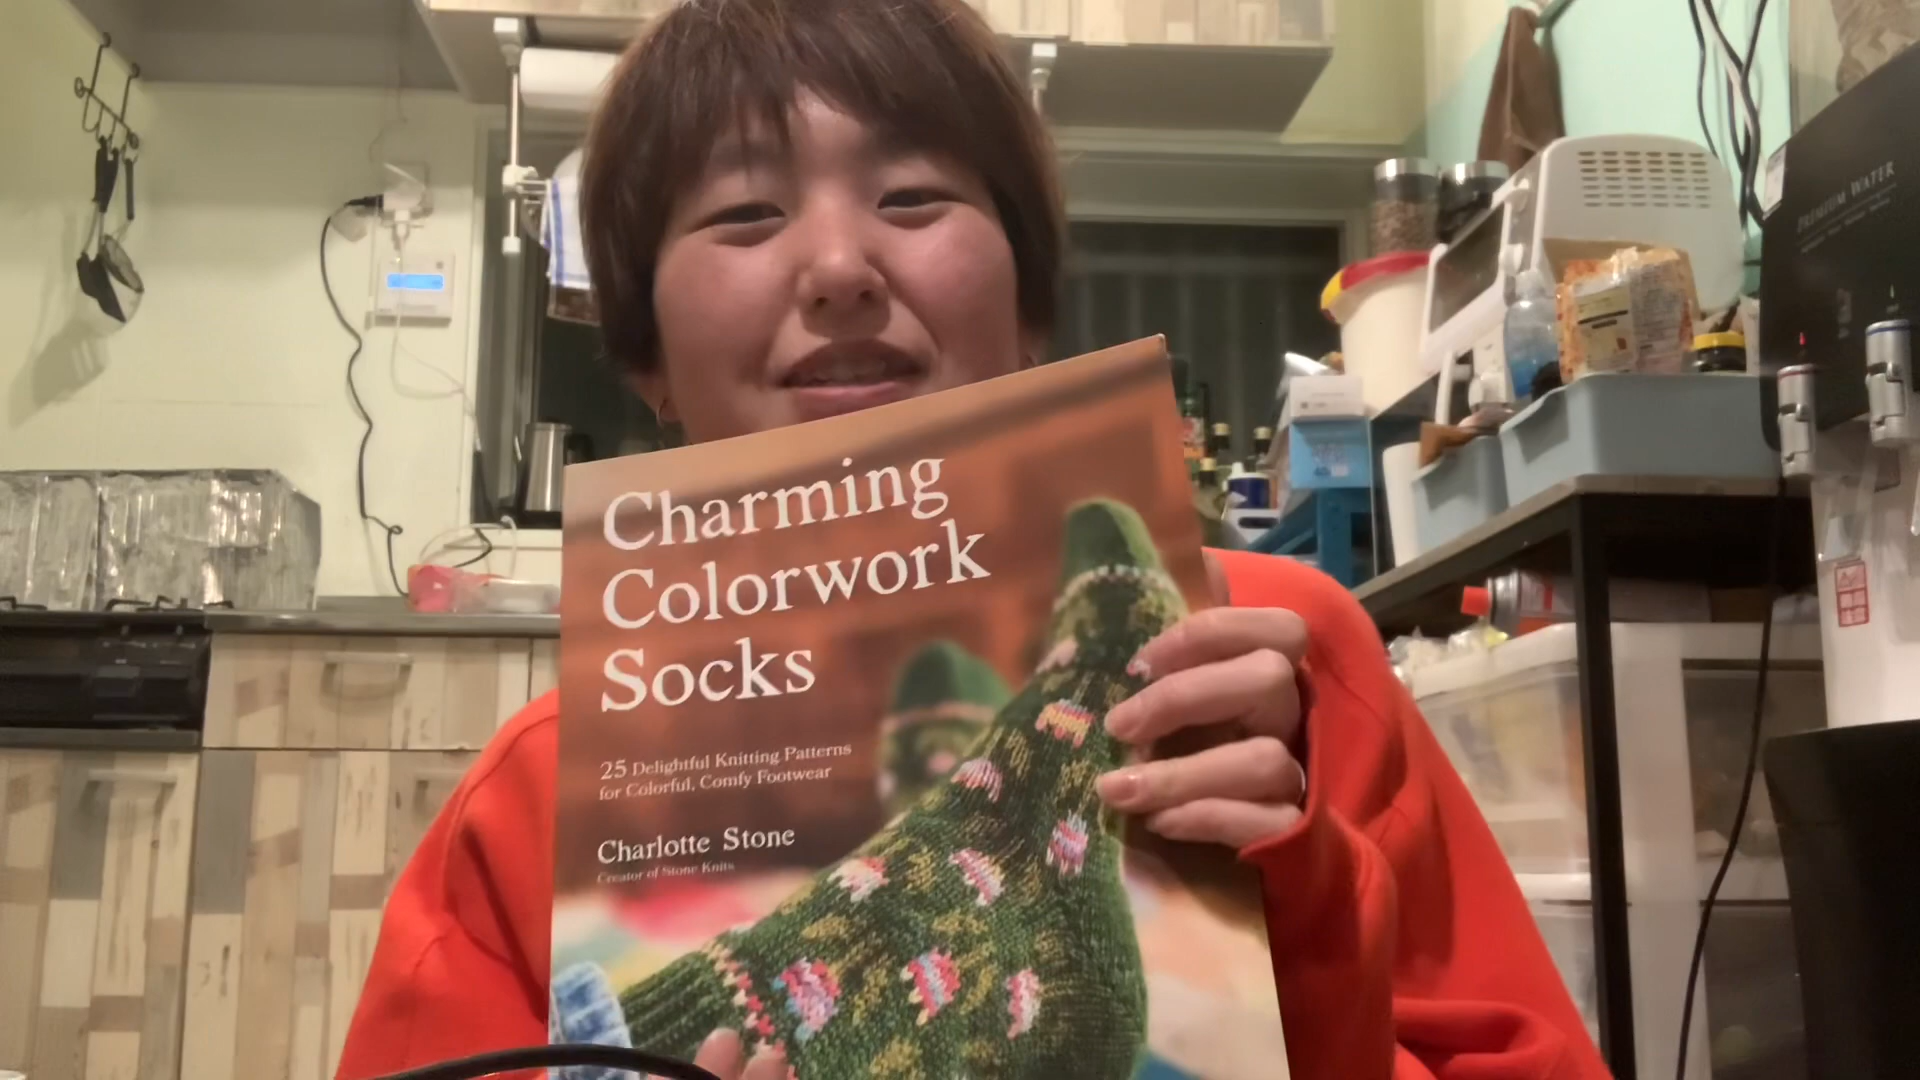 Charming
Colorwork
Socks
25 Delightful Knitting Patterns
for Colorful, Comfy Footwear
Charlotte Stone
Creator of Stone Knits
PREMIUM WATER